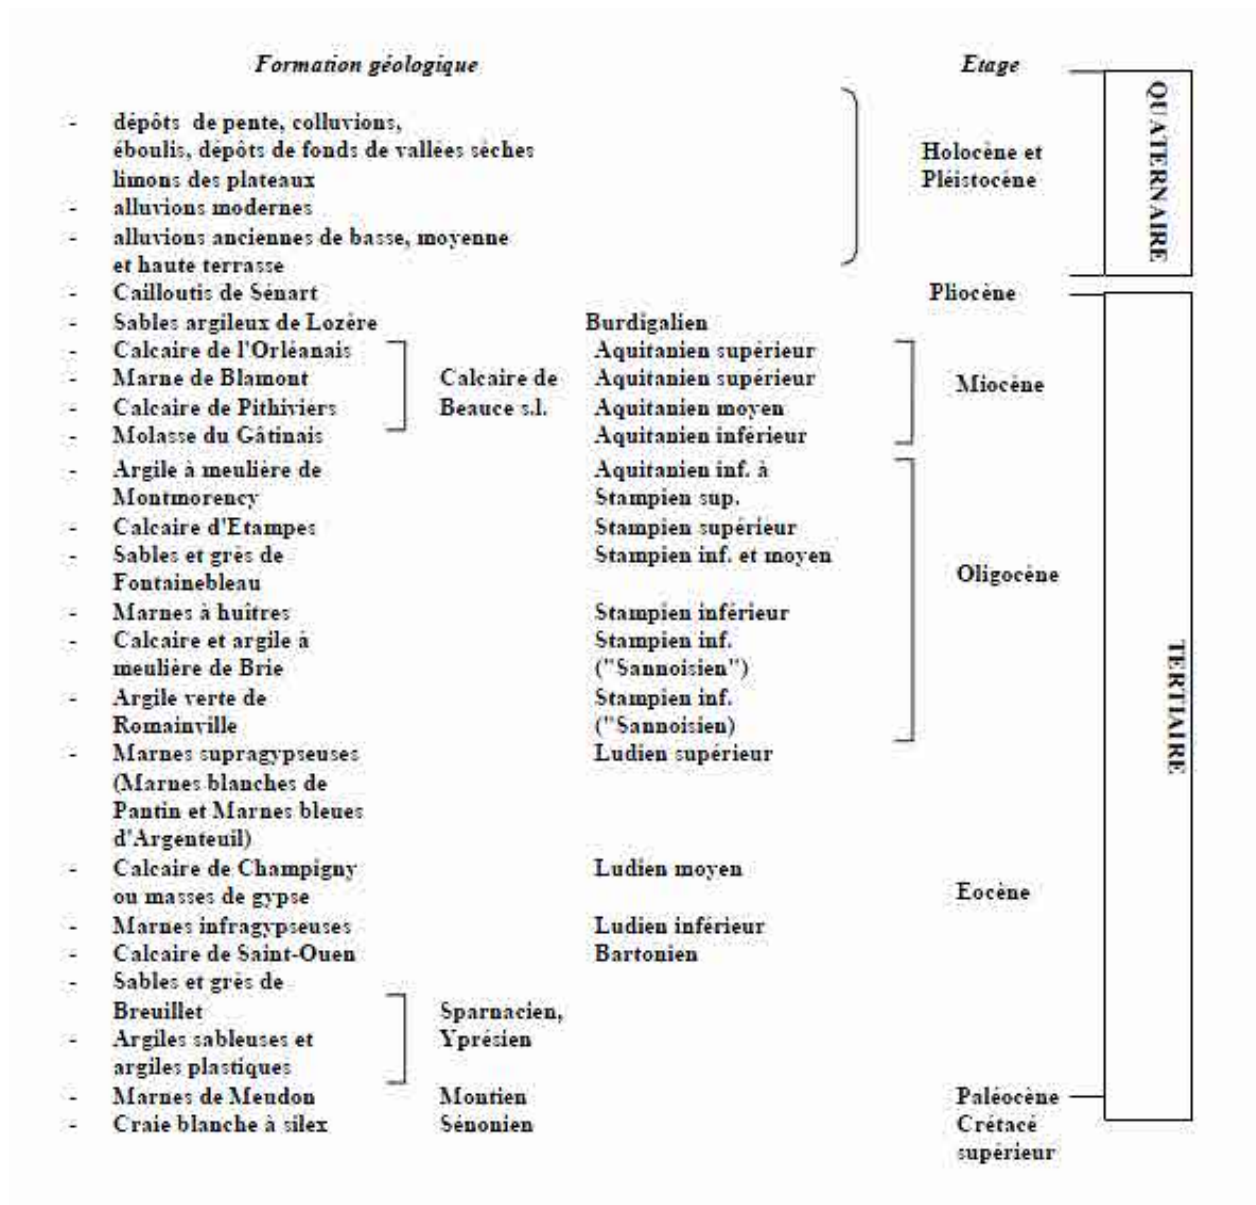 Formation géologique Etage
- dépôts de pente, colluvions,
éboulis, dépôts de fonds de vallées sèches Holocène et
limons des plateaux Pléistocène
- alluvions modernes
- alluvions anciennes de basse, moyenne
et haute terrasse
QUATERNAIRE
- Cailloutis de Sénart Pliocène
- Sables argileux de Lozère Burdigalien
- Calcaire de l'Orléanais Aquitanien supérieur
- Marne de Blamont Calcaire de Aquitanien supérieur Miocène
- Calcaire de Pithiviers Beauce s.l. Aquitanien moyen
- Molasse du Gâtinais Aquitanien inférieur
- Argile à meulière de Aquitanien inf. à
Montmorency Stampien sup.
- Calcaire d'Etampes Stampien supérieur
- Sables et grès de Stampien inf. et moyen Oligocène
Fontainebleau
- Marnes à huîtres Stampien inférieur
- Calcaire et argile à Stampien inf.
meulière de Brie ("Sannoisien")
- Argile verte de Stampien inf.
Romainville ("Sannoisien)
TERTIAIRE
- Marnes supragypseuses Ludien supérieur
(Marnes blanches de
Pantin et Marnes bleues
d'Argenteuil)
- Calcaire de Champigny Ludien moyen
ou masses de gypse Eocène
- Marnes infragypseuses Ludien inférieur
- Calcaire de Saint-Ouen Bartonien
- Sables et grès de
Breuillet Sparnacien,
- Argiles sableuses et Yprésien
argiles plastiques
- Marnes de Meudon Montien Paléocène
- Craie blanche à silex Sénonien Crétacé
supérieur